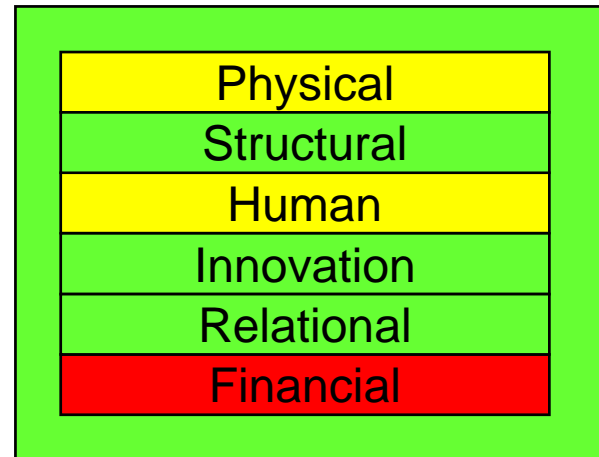 Physical
Structural
Human
Innovation
Relational
Financial